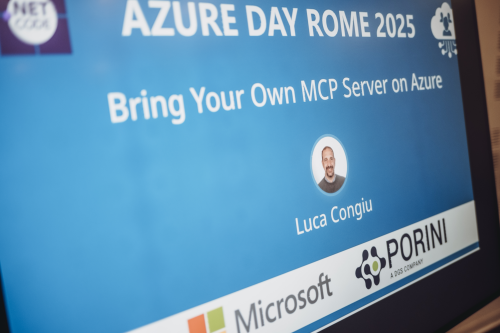 .NET
CODE
AZURE DAY ROME 2025
Bring Your Own MCP Server on Azure
Luca Congiu
Microsoft
PORINI
A DGS COMPANY